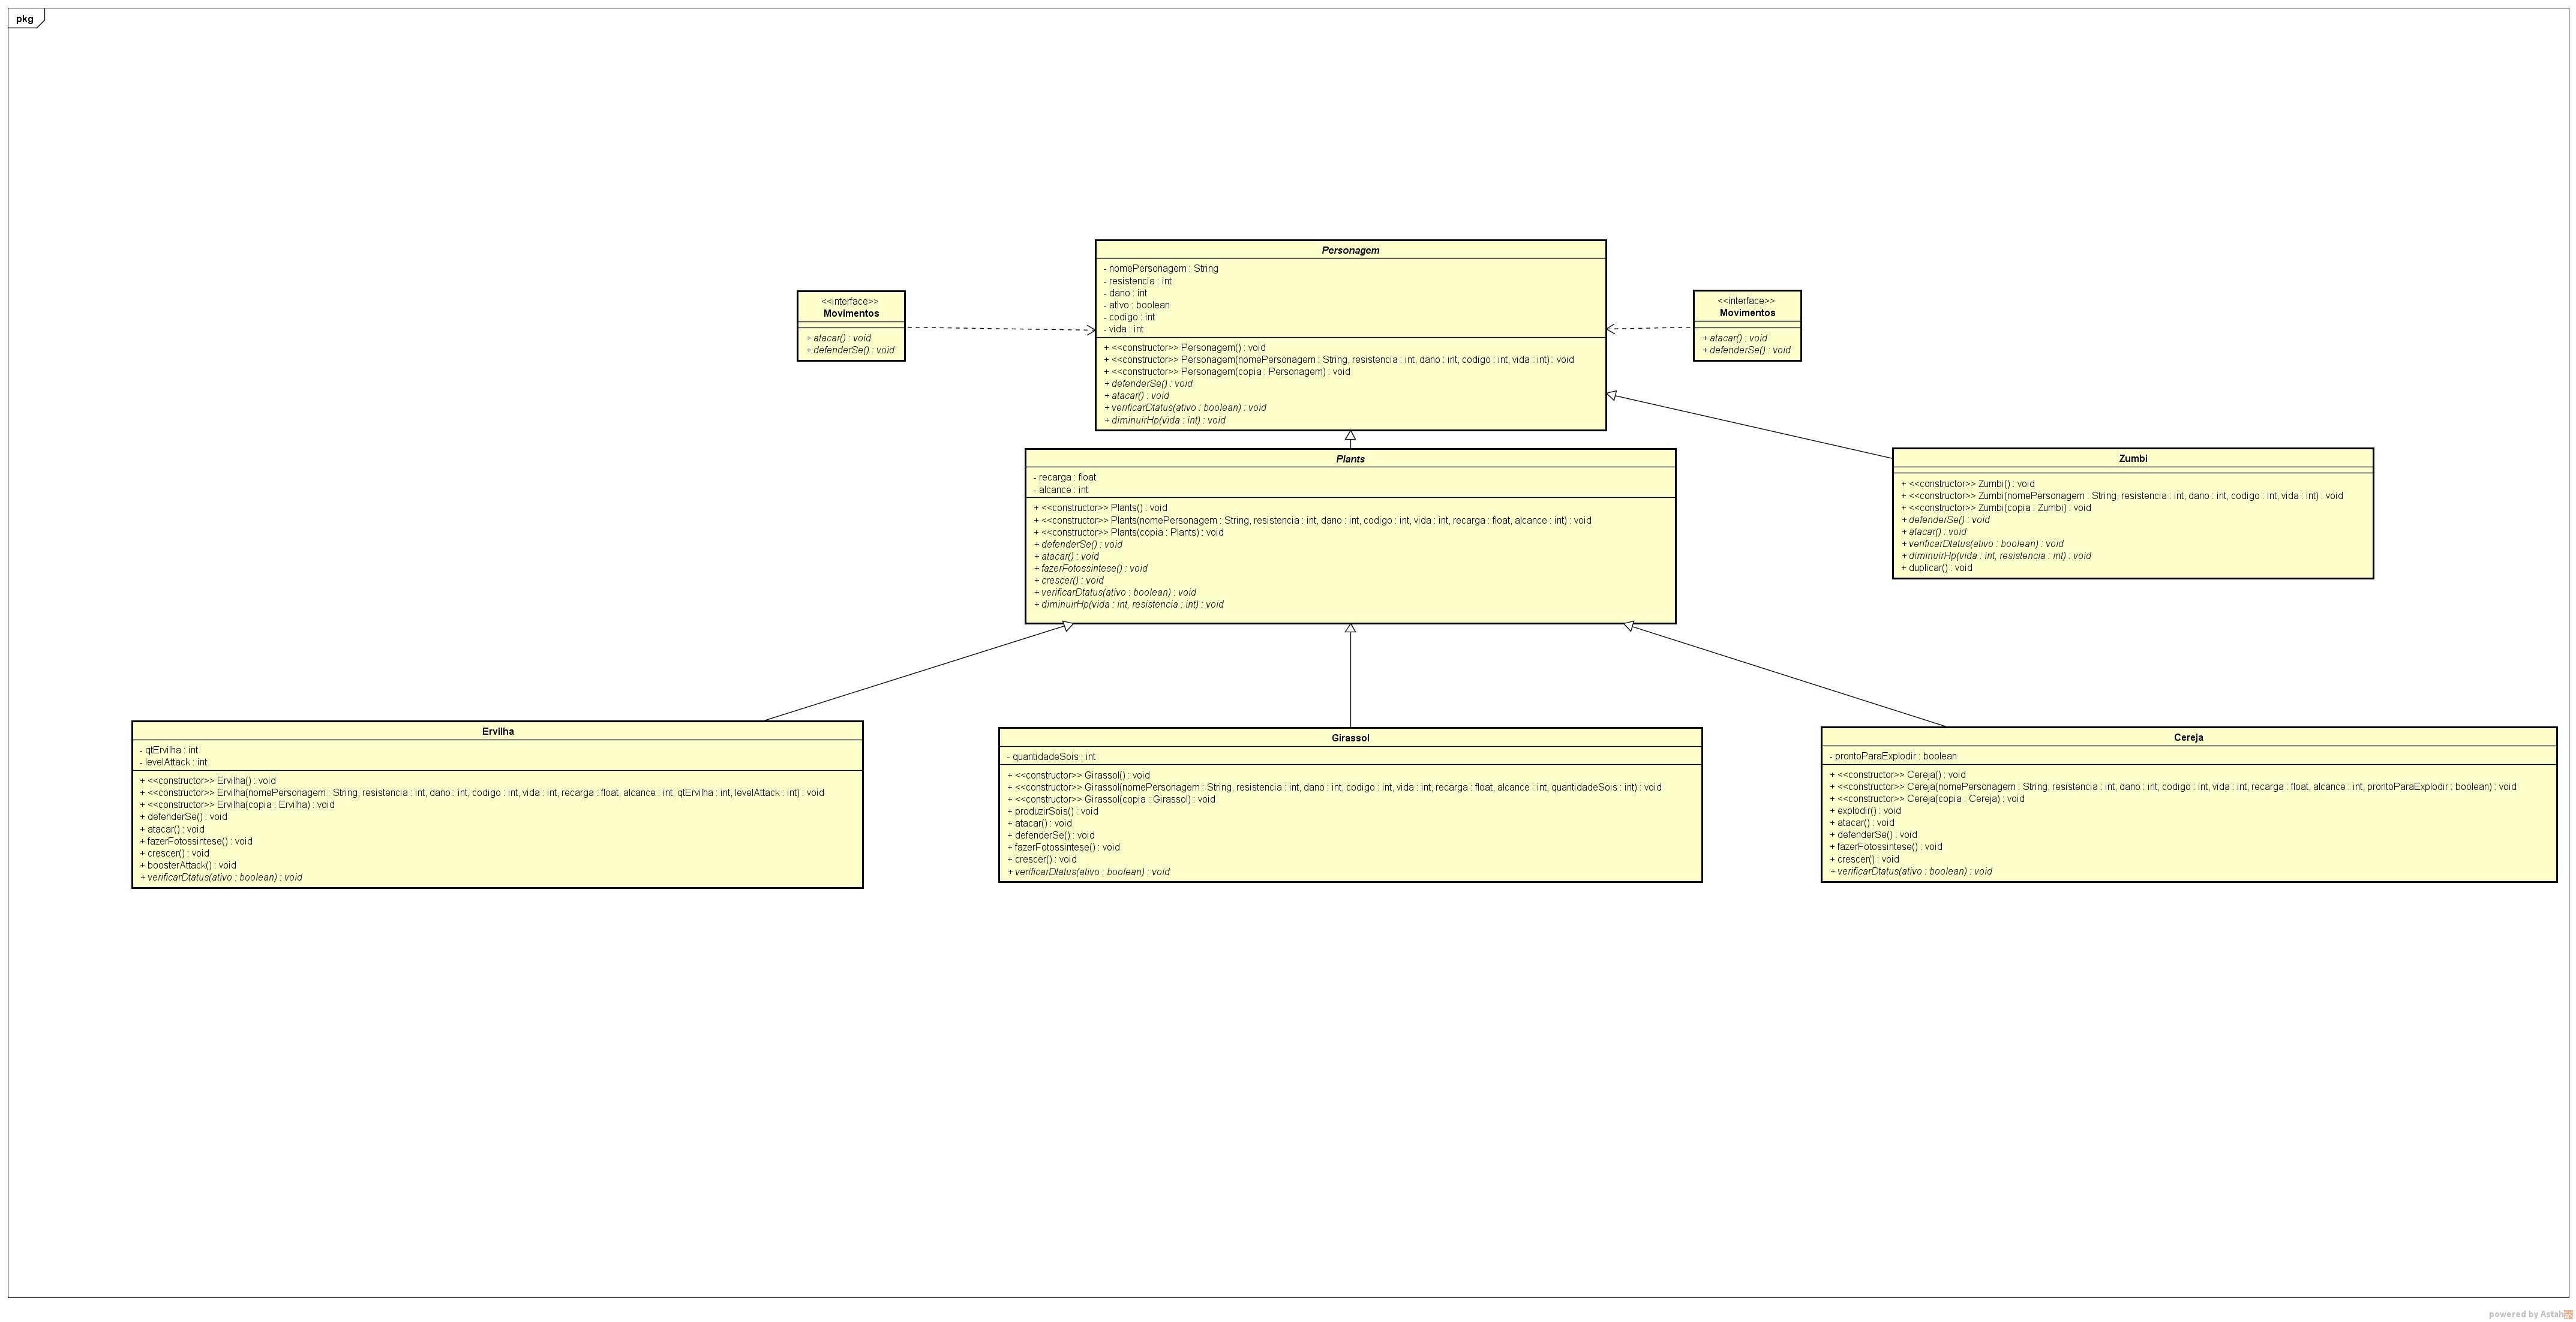 pkg
Personagem
- nomePersonagem : String
- resistencia : int
- dano : int
- ativo : boolean
- codigo : int
- vida : int
+ <<constructor>> Personagem() : void
+ <<constructor>> Personagem(nomePersonagem : String, resistencia : int, dano : int, codigo : int, vida : int) : void
+ <<constructor>> Personagem(copia : Personagem) : void
+ defenderSe() : void
+ atacar() : void
+ verificarDtatus(ativo : boolean) : void
+ diminuirHp(vida : int) : void
<<interface>>
Movimentos
+ atacar() : void
+ defenderSe() : void
<<interface>>
Movimentos
+ atacar() : void
+ defenderSe() : void
Plants
- recarga : float
- alcance : int
+ <<constructor>> Plants() : void
+ <<constructor>> Plants(nomePersonagem : String, resistencia : int, dano : int, codigo : int, vida : int, recarga : float, alcance : int) : void
+ <<constructor>> Plants(copia : Plants) : void
+ defenderSe() : void
+ atacar() : void
+ fazerFotossintese() : void
+ crescer() : void
+ verificarDtatus(ativo : boolean) : void
+ diminuirHp(vida : int, resistencia : int) : void
Zumbi
+ <<constructor>> Zumbi() : void
+ <<constructor>> Zumbi(nomePersonagem : String, resistencia : int, dano : int, codigo : int, vida : int) : void
+ <<constructor>> Zumbi(copia : Zumbi) : void
+ defenderSe() : void
+ atacar() : void
+ verificarDtatus(ativo : boolean) : void
+ diminuirHp(vida : int, resistencia : int) : void
+ duplicar() : void
Ervilha
- qtErvilha : int
- levelAttack : int
+ <<constructor>> Ervilha() : void
+ <<constructor>> Ervilha(nomePersonagem : String, resistencia : int, dano : int, codigo : int, vida : int, recarga : float, alcance : int, qtErvilha : int, levelAttack : int) : void
+ <<constructor>> Ervilha(copia : Ervilha) : void
+ defenderSe() : void
+ atacar() : void
+ fazerFotossintese() : void
+ crescer() : void
+ boosterAttack() : void
+ verificarDtatus(ativo : boolean) : void
Girassol
- quantidadeSois : int
+ <<constructor>> Girassol() : void
+ <<constructor>> Girassol(nomePersonagem : String, resistencia : int, dano : int, codigo : int, vida : int, recarga : float, alcance : int, quantidadeSois : int) : void
+ <<constructor>> Girassol(copia : Girassol) : void
+ produzirSois() : void
+ atacar() : void
+ defenderSe() : void
+ fazerFotossintese() : void
+ crescer() : void
+ verificarDtatus(ativo : boolean) : void
Cereja
- prontoParaExplodir : boolean
+ <<constructor>> Cereja() : void
+ <<constructor>> Cereja(nomePersonagem : String, resistencia : int, dano : int, codigo : int, vida : int, recarga : float, alcance : int, prontoParaExplodir : boolean) : void
+ <<constructor>> Cereja(copia : Cereja) : void
+ explodir() : void
+ atacar() : void
+ defenderSe() : void
+ fazerFotossintese() : void
+ crescer() : void
+ verificarDtatus(ativo : boolean) : void
powered by Astah